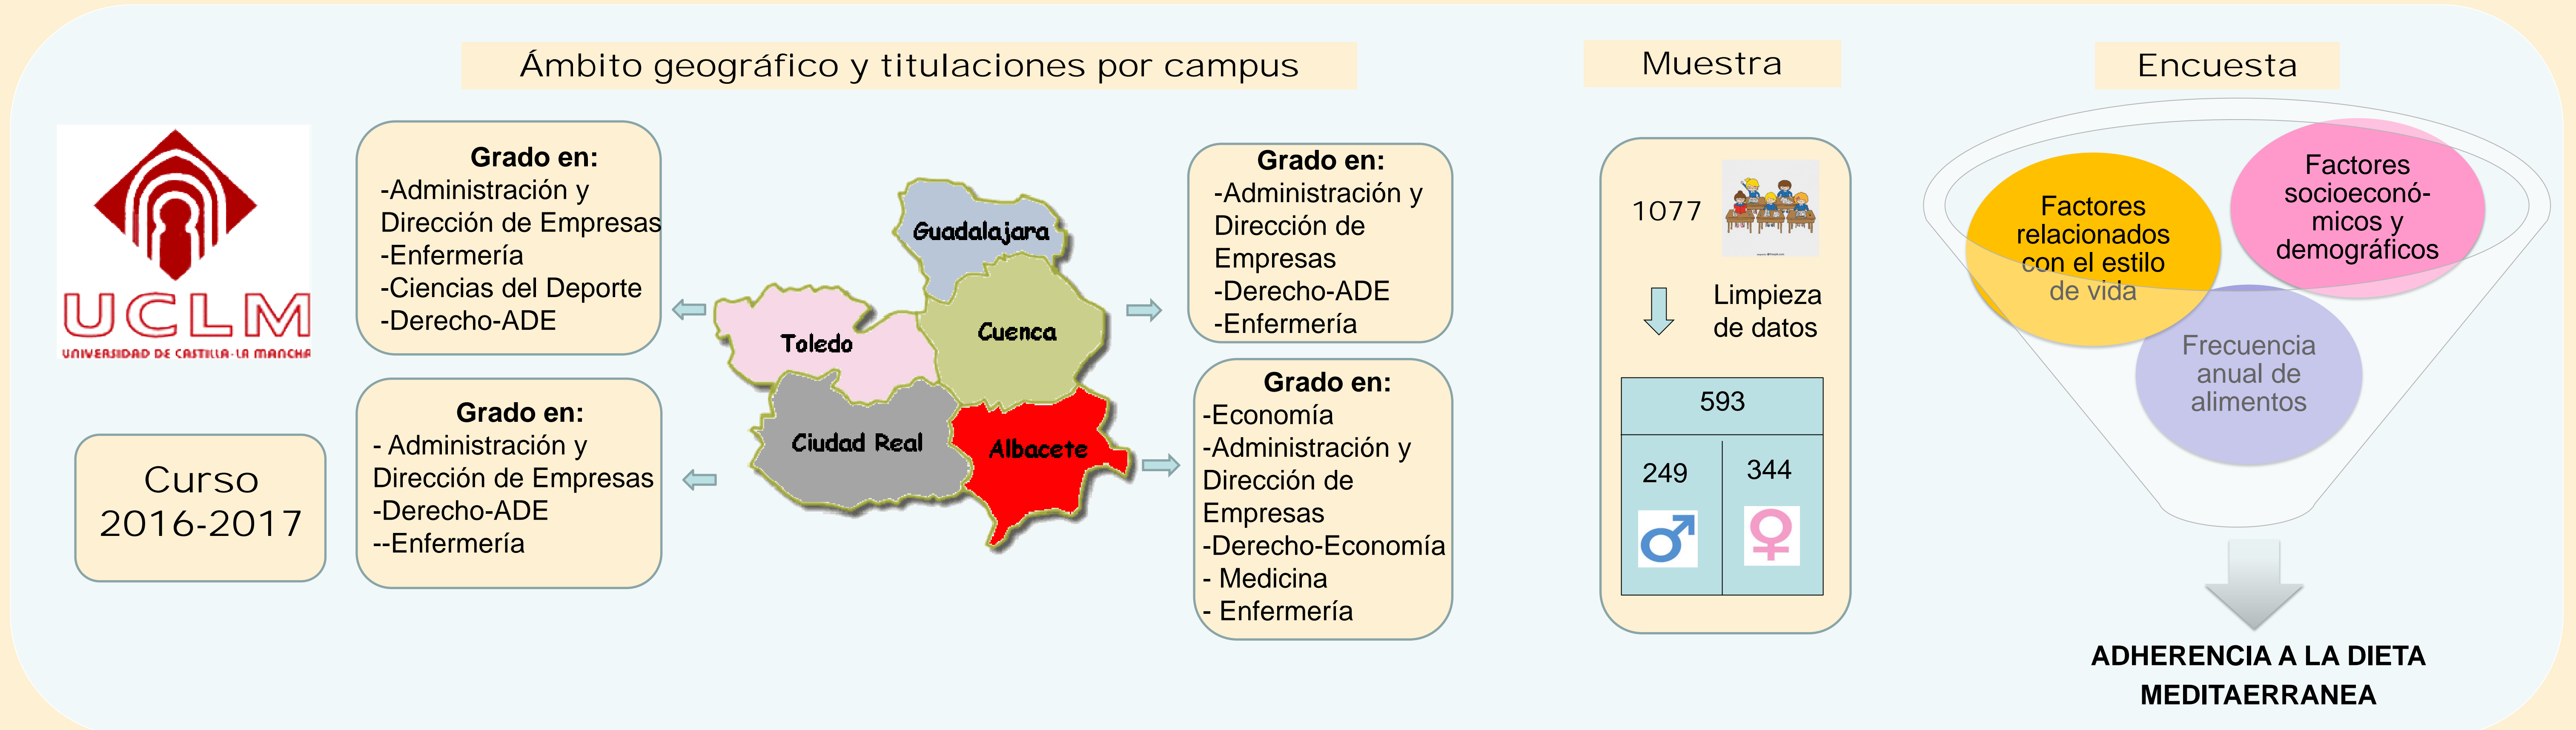 Ámbito geográfico y titulaciones por campus
UCLM
UNIVERSIDAD DE CASTILLA-LA MANCHA
Curso
2016-2017
Grado en:
-Administración y
Dirección de Empresas
-Enfermería
-Ciencias del Deporte
-Derecho-ADE
Grado en:
- Administración y
Dirección de Empresas
-Derecho-ADE
--Enfermería
Guadalajara
Toledo
Cuenca
Ciudad Real
Albacete
Grado en:
-Administración y
Dirección de
Empresas
-Derecho-ADE
-Enfermería
Grado en:
-Economía
-Administración y
Dirección de
Empresas
-Derecho-Economía
- Medicina
- Enfermería
Muestra
1077
Limpieza
de datos
593
249
344
Encuesta
Factores
relacionados
con el estilo
de vida
Factores
socioeconó-
micos y
demográficos
Frecuencia
anual de
alimentos
ADHERENCIA A LA DIETA
MEDITAERRANEA